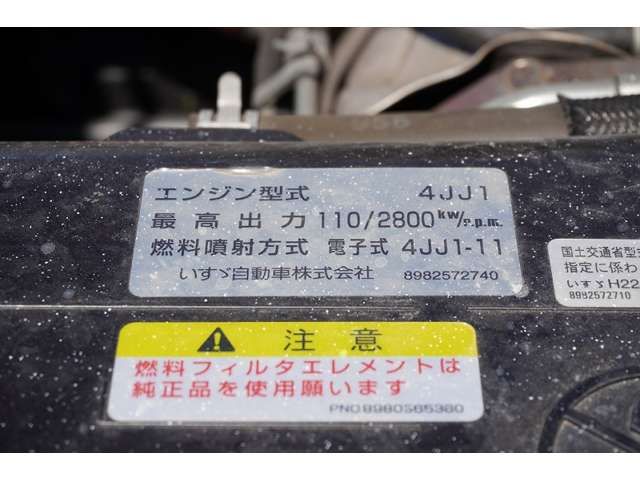 エンジン型式 4JJ1
最高出力 110/2800kW/r.p.m.
燃料噴射方式 電子式 4JJ1-11
いすゞ自動車株式会社 8982572740
国土交通省型式
指定に係わ
いすゞH22
8982572710
注意
燃料フィルタエレメントは
純正品を使用願います
PNO.8980565380